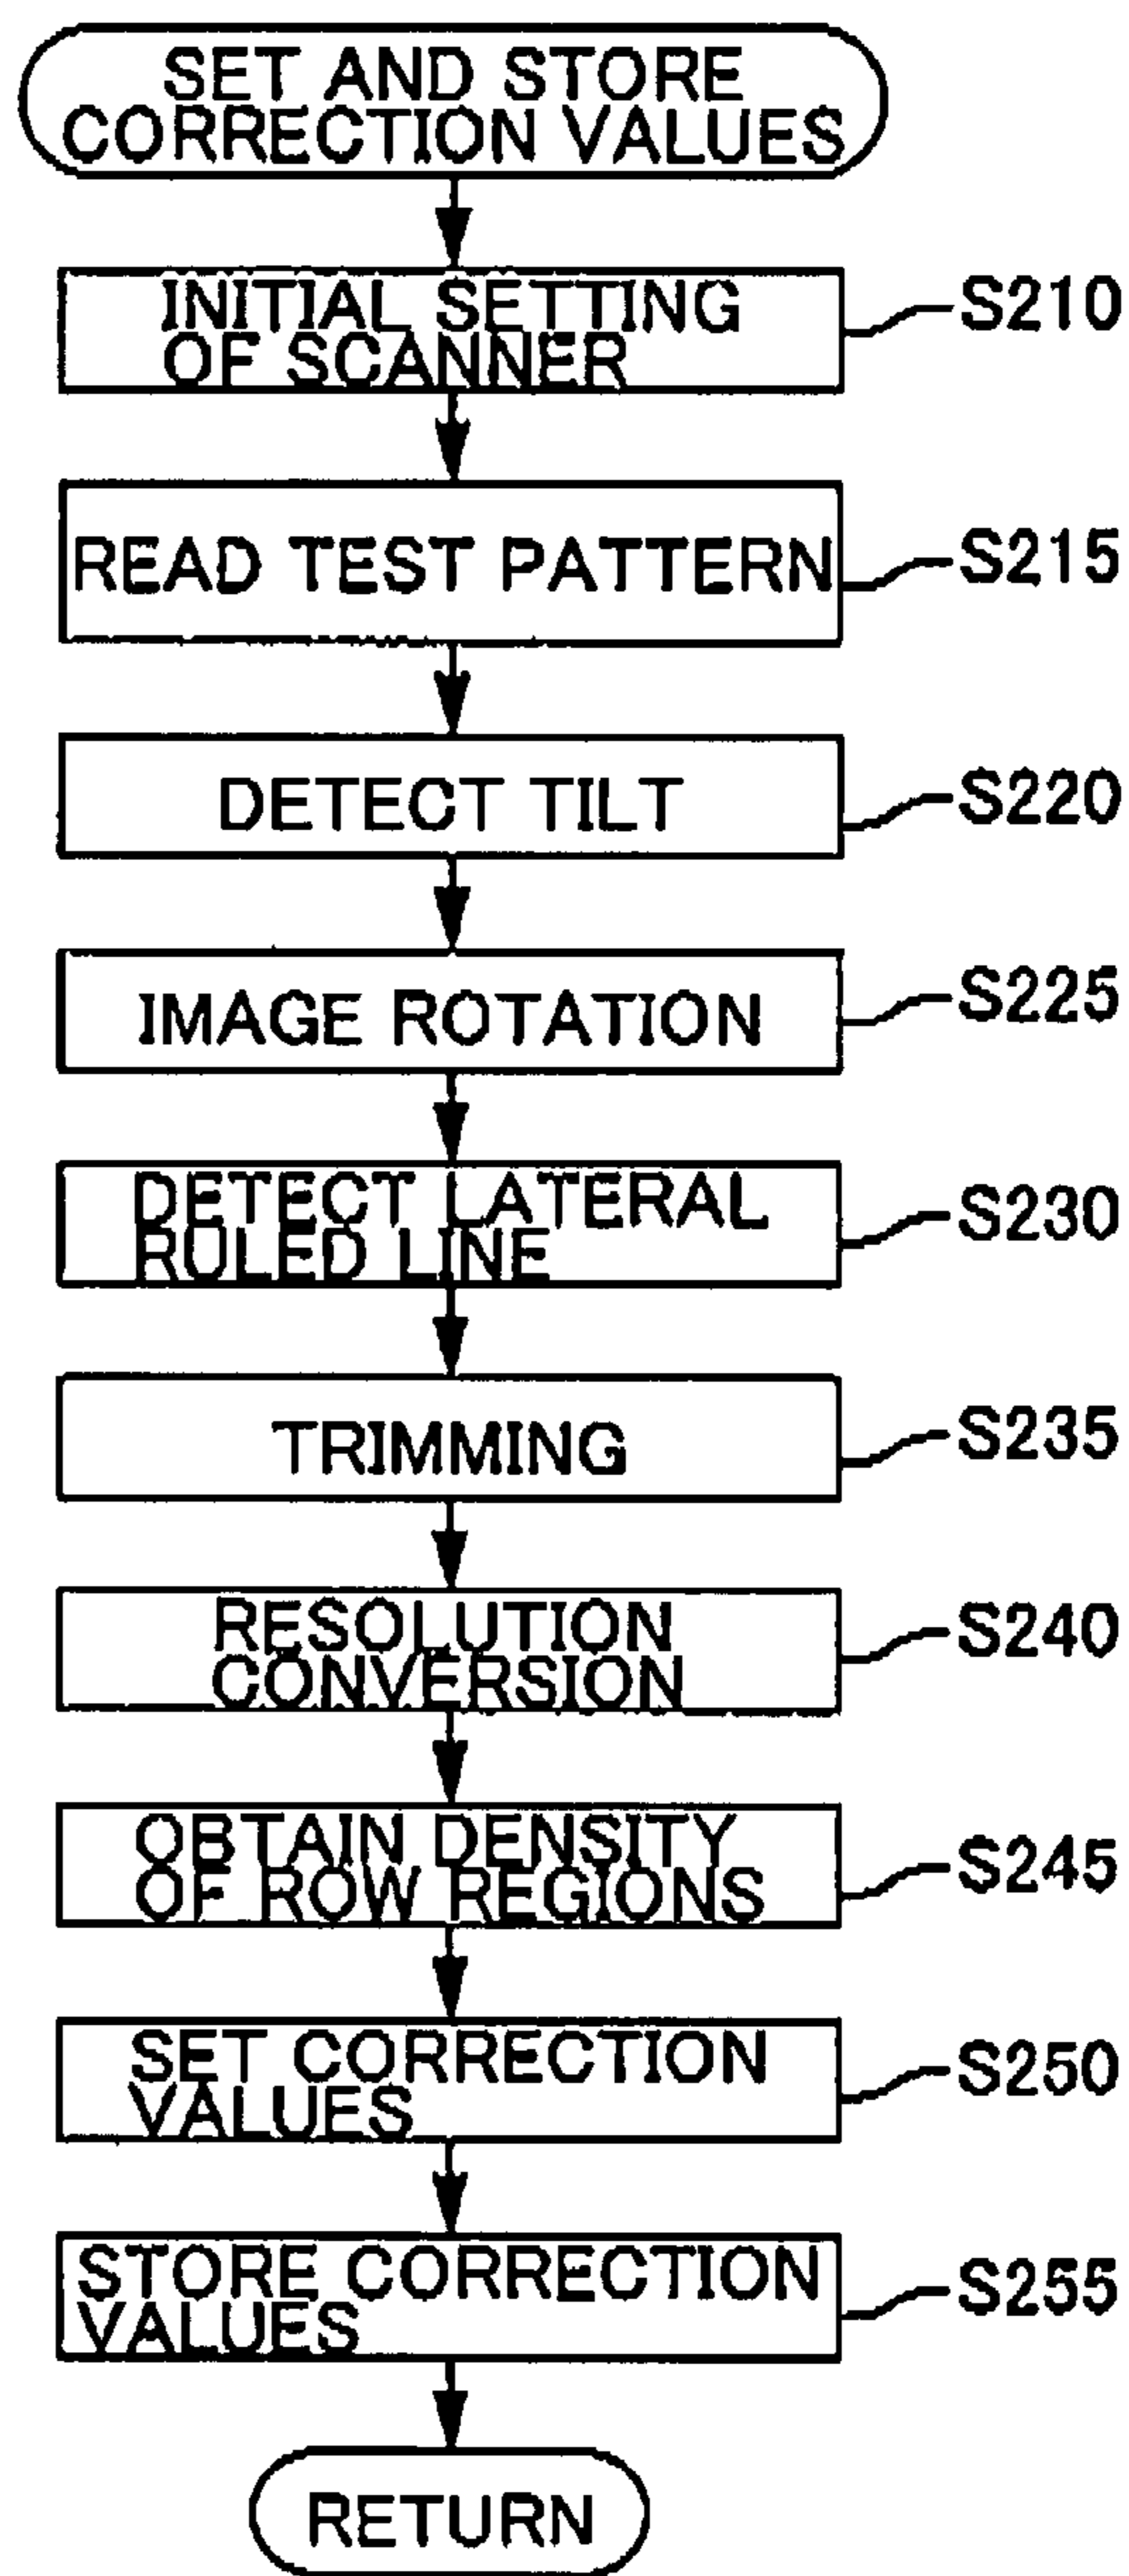 SET AND STORE
CORRECTION VALUES
INITIAL SETTING
OF SCANNER
S210
READ TEST PATTERN
S215
DETECT TILT
S220
IMAGE ROTATION
S225
DETECT LATERAL
RULED LINE
S230
TRIMMING
S235
RESOLUTION
CONVERSION
S240
OBTAIN DENSITY
OF ROW REGIONS
S245
SET CORRECTION
VALUES
S250
STORE CORRECTION
VALUES
S255
RETURN